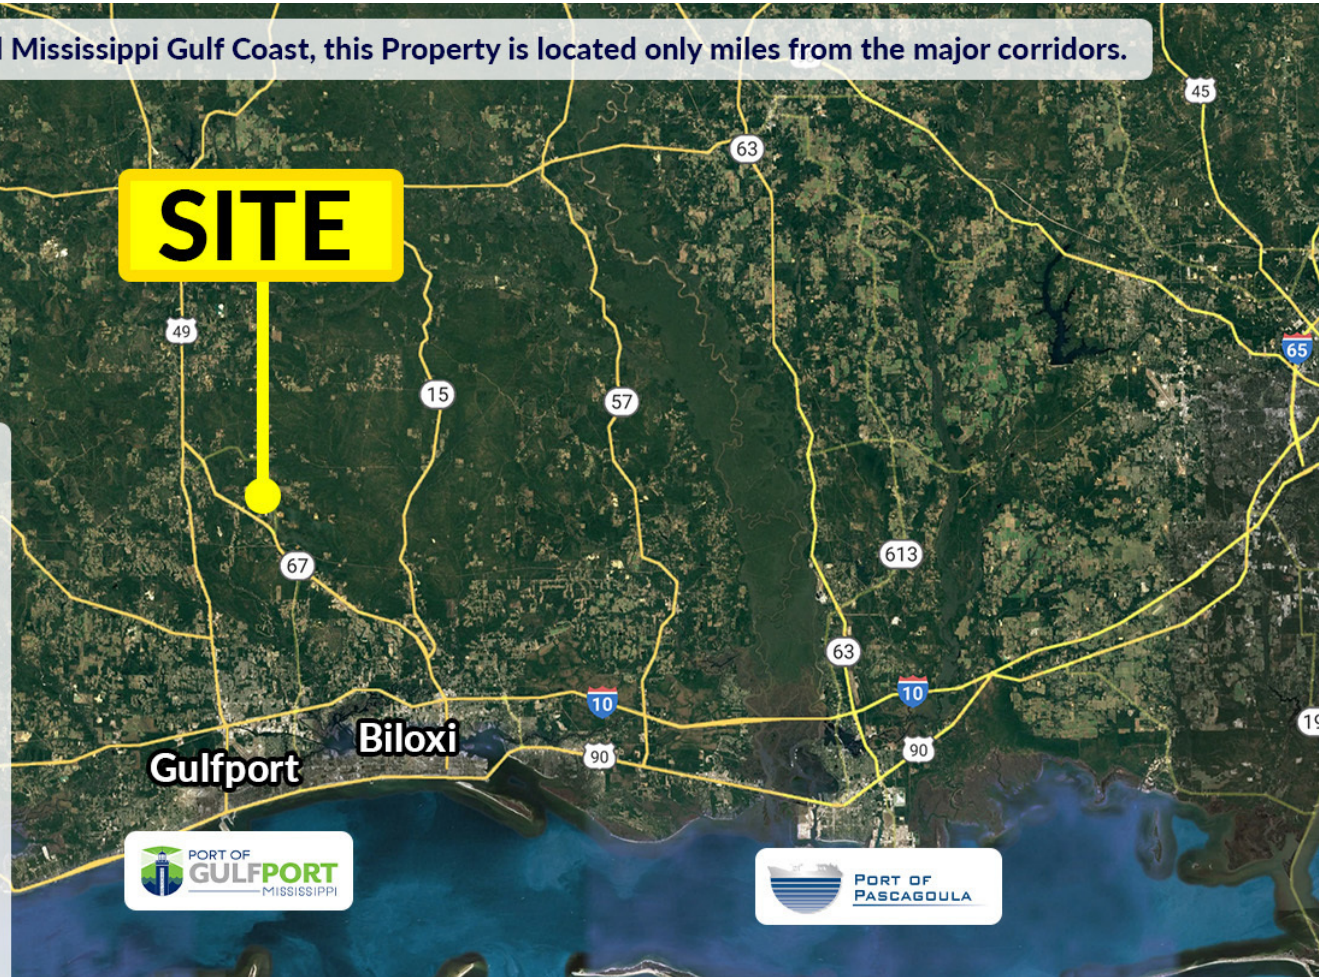 Mississippi Gulf Coast, this Property is located only miles from the major corridors.
45
63
SITE
49
65
15
57
67
613
63
10
10
Biloxi
90
90
Gulfport
PORT OF
GULFPORT
MISSISSIPPI
PORT OF
PASCAGOULA